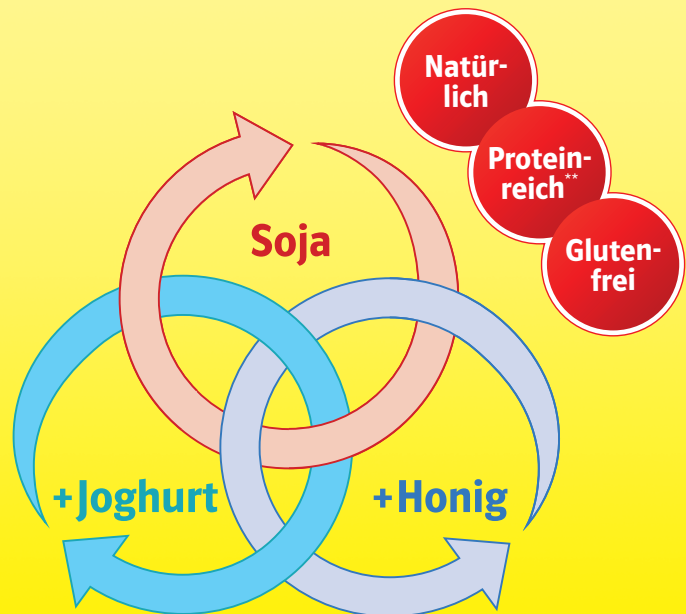 Natür-
lich
Protein-
reich**
Gluten-
frei
Soja
+Joghurt
+Honig